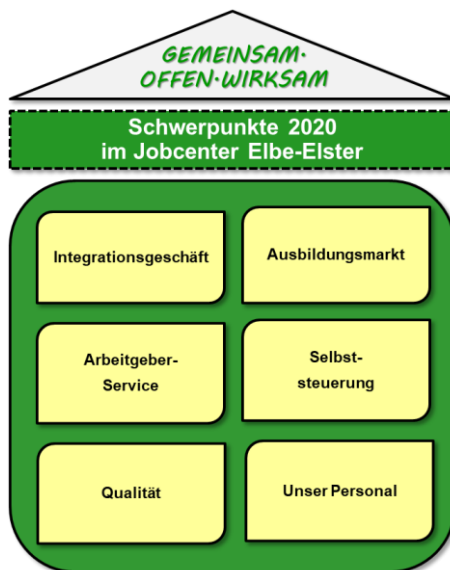 GEMEINSAM·
OFFEN·WIRKSAM
Schwerpunkte 2020
im Jobcenter Elbe-Elster
Integrationsgeschäft
Ausbildungsmarkt
Arbeitgeber-
Service
Selbst-
steuerung
Qualität
Unser Personal